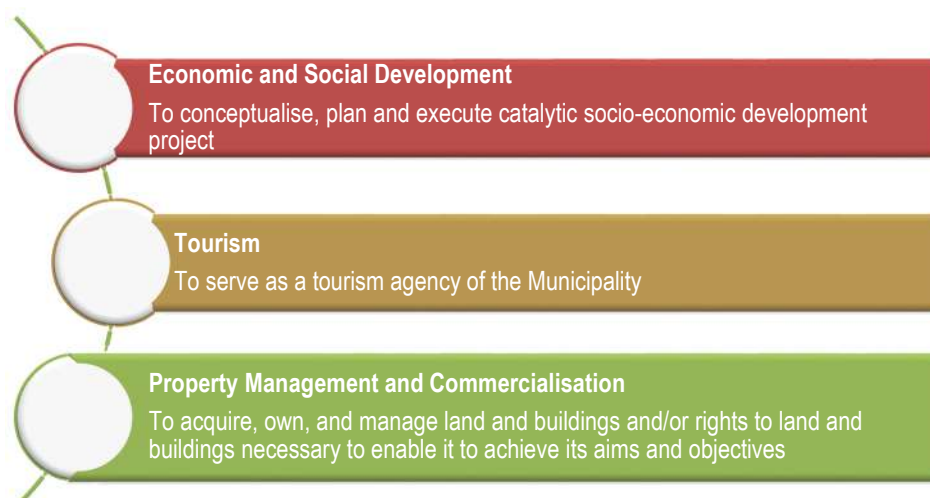 Economic and Social Development
To conceptualise, plan and execute catalytic socio-economic development
project
Tourism
To serve as a tourism agency of the Municipality
Property Management and Commercialisation
To acquire, own, and manage land and buildings and/or rights to land and
buildings necessary to enable it to achieve its aims and objectives